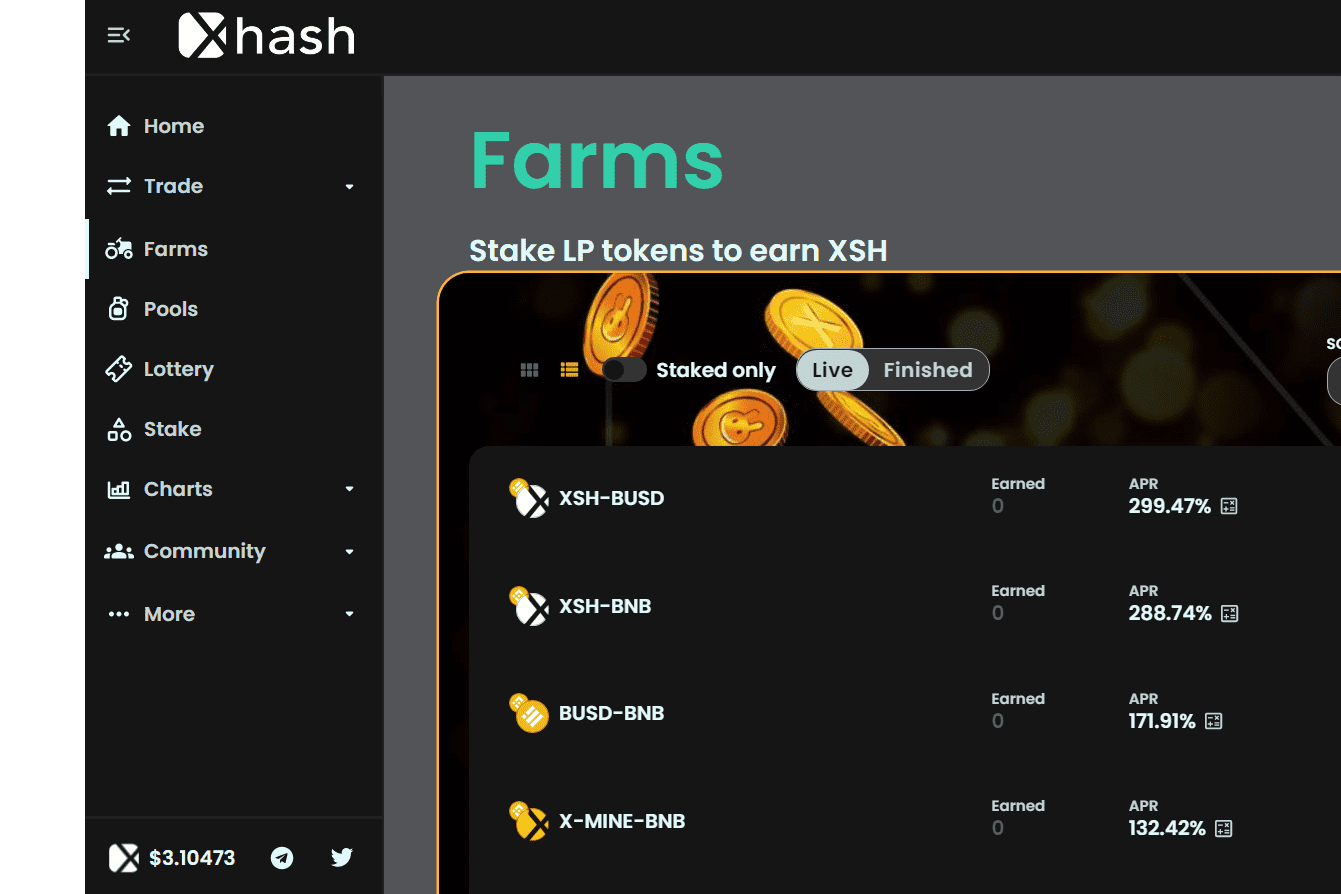 hash
Home
Trade
Farms
Pools
Lottery
Stake
Charts
Community
More
$3.10473
Farms
Stake LP tokens to earn XSH
Staked only
Live
Finished
XSH-BUSD
Earned
0
APR
299.47%
XSH-BNB
Earned
0
APR
288.74%
BUSD-BNB
Earned
0
APR
171.91%
X-MINE-BNB
Earned
0
APR
132.42%